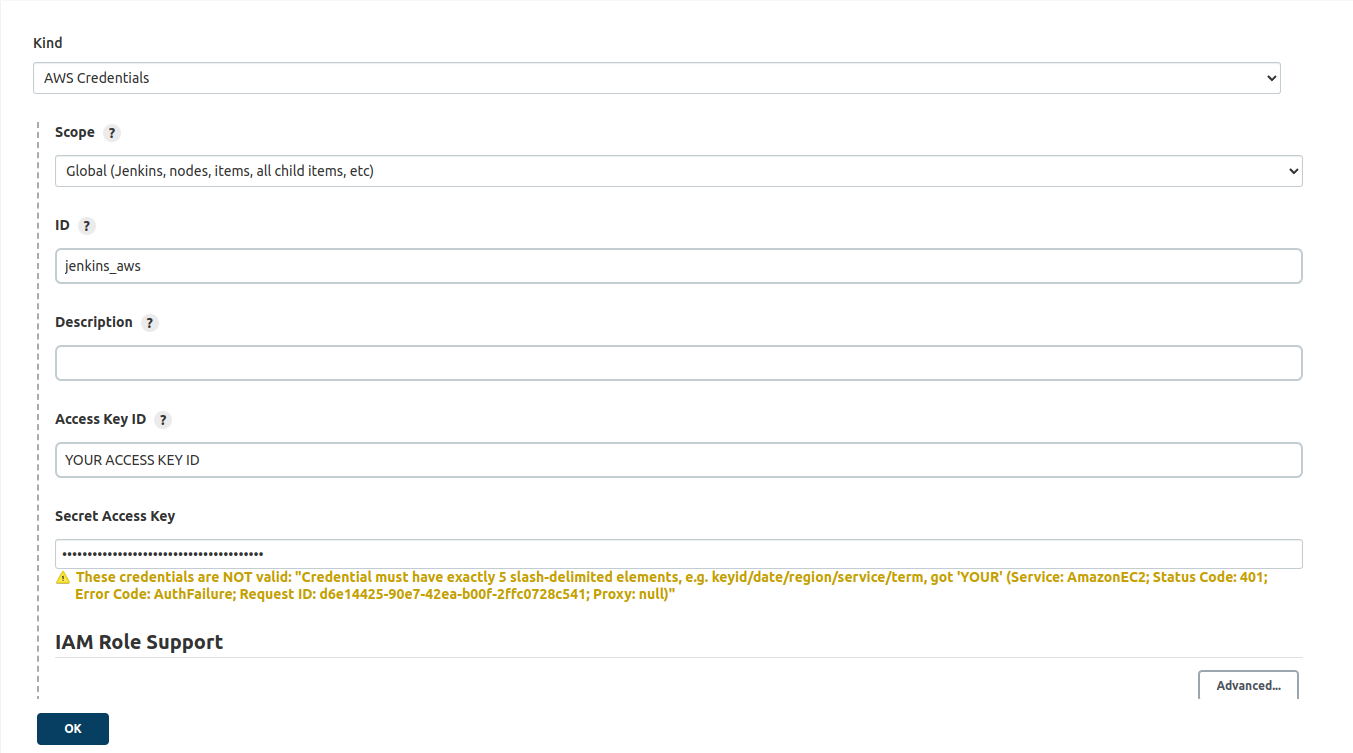 Kind
AWS Credentials
Scope ?
Global (Jenkins, nodes, items, all child items, etc)
ID ?
jenkins_aws
Description ?
Access Key ID ?
YOUR ACCESS KEY ID
Secret Access Key
••••••••••••••••••••••••••••••••••••••••
These credentials are NOT valid: "Credential must have exactly 5 slash-delimited elements, e.g. keyid/date/region/service/term, got 'YOUR' (Service: AmazonEC2; Status Code: 401;
Error Code: AuthFailure; Request ID: d6e14425-90e7-42ea-b00f-2ffc0728c541; Proxy: null)"
IAM Role Support
Advanced...
OK